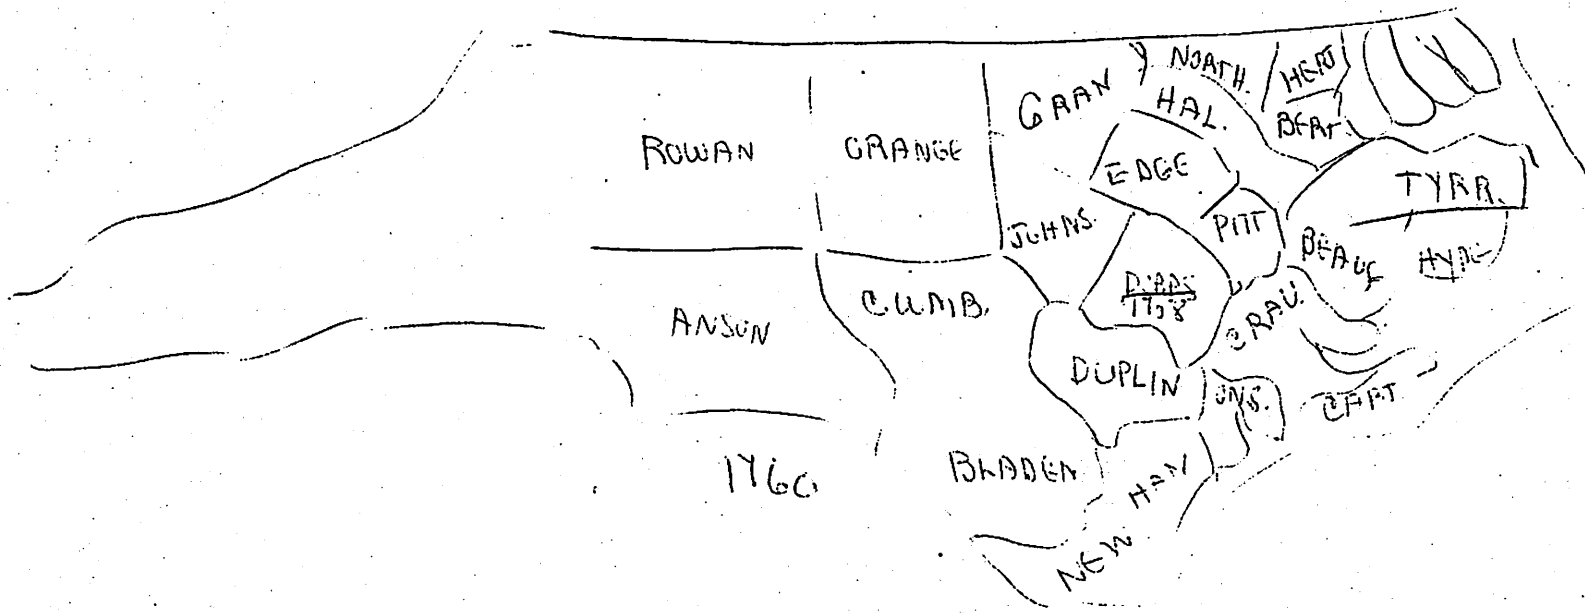 NORTH.
HERT
GRAN
HAL.
BERT.
ROWAN
ORANGE
EDGE
TYRR.
JOHNS.
PITT
BEAUF
HYDE
DOBBS
1758
CUMB.
ANSON
CRAV.
DUPLIN
ONS.
CART
1760
BLADEN
NEW HAN